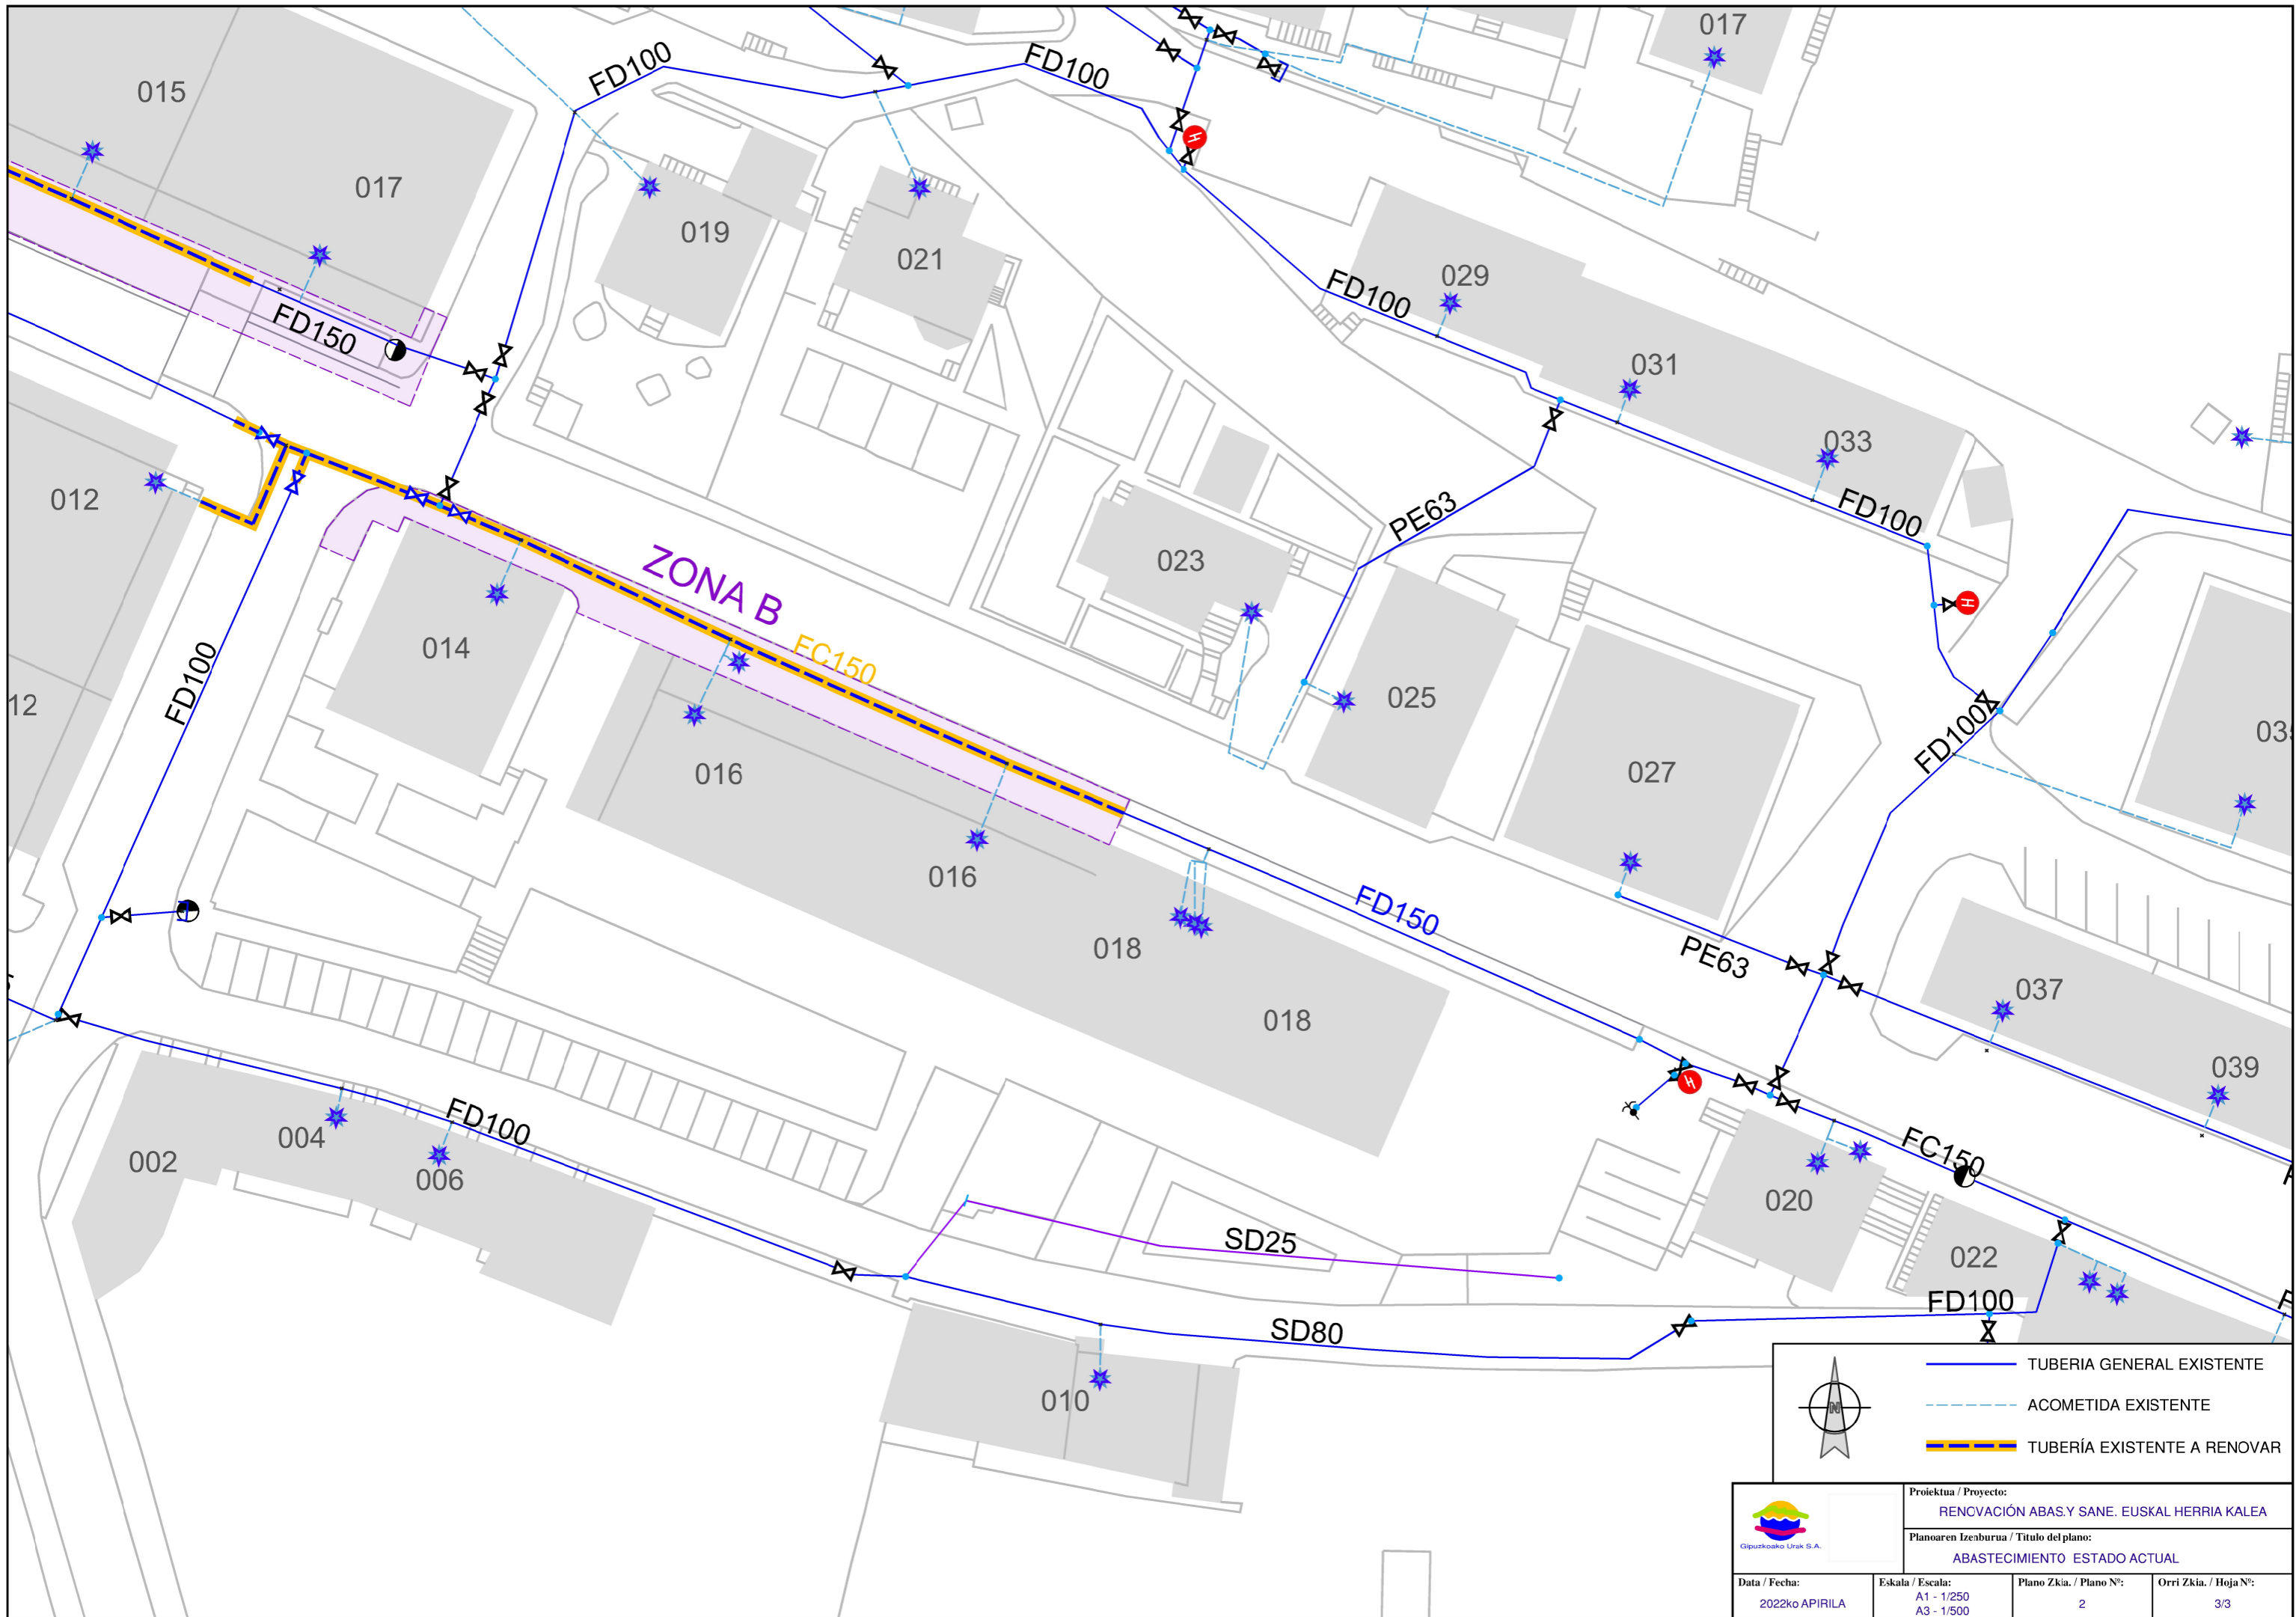 017
015
FD100
FD100
017
019
021
029
FD100
FD150
031
033
FD100
012
PE63
023
ZONA B
014
FC150
FD100
12
025
016
027
FD100
016
FD150
018
PE63
018
037
039
FD100
004
002
006
FC150
020
SD25
022
FD100
SD80
010
N
TUBERIA GENERAL EXISTENTE
ACOMETIDA EXISTENTE
TUBERÍA EXISTENTE A RENOVAR
Gipuzkoako Urak S.A.
Proiektua / Proyecto:
RENOVACIÓN ABAS.Y SANE. EUSKAL HERRIA KALEA
Planoaren Izenburua / Titulo del plano:
ABASTECIMIENTO ESTADO ACTUAL
Data / Fecha:
2022ko APIRILA
Eskala / Escala:
A1 - 1/250
A3 - 1/500
Plano Zkia. / Plano Nº:
2
Orri Zkia. / Hoja Nº:
3/3